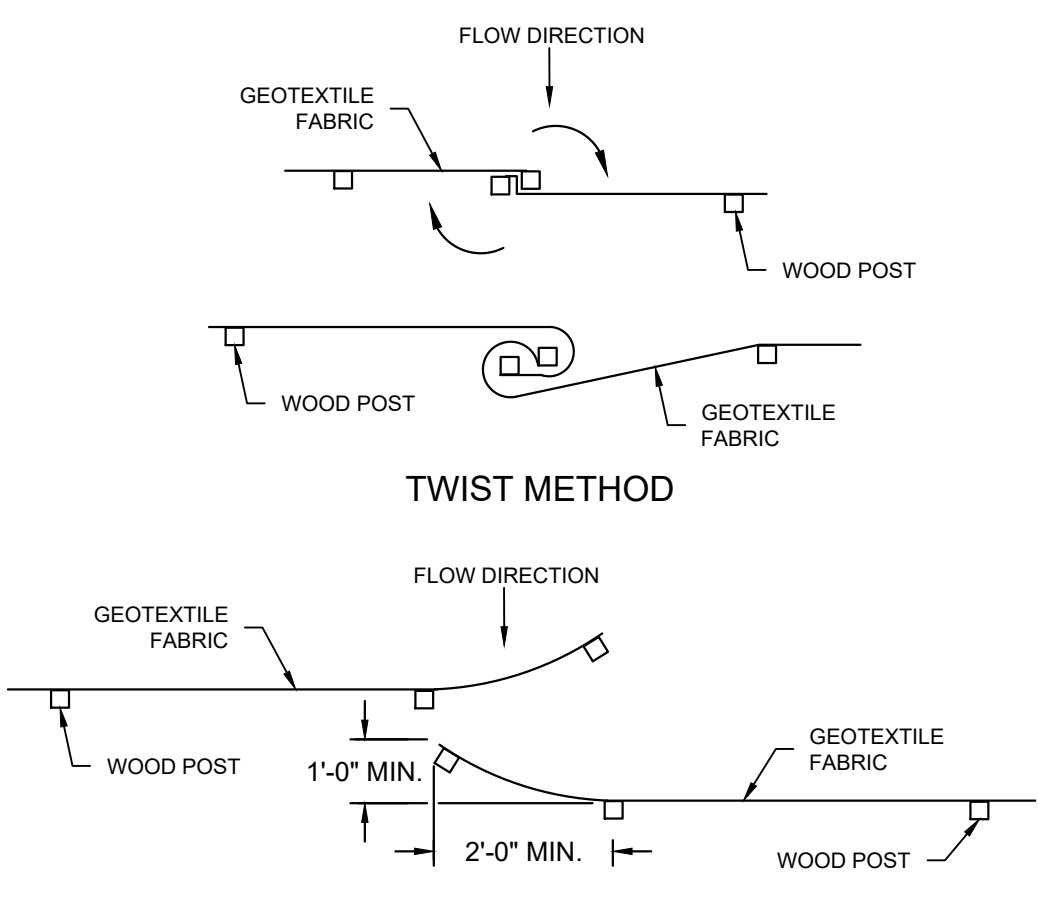 FLOW DIRECTION
GEOTEXTILE
FABRIC
WOOD POST
WOOD POST
GEOTEXTILE
FABRIC
TWIST METHOD
FLOW DIRECTION
GEOTEXTILE
FABRIC
WOOD POST
1'-0" MIN.
GEOTEXTILE
FABRIC
2'-0" MIN.
WOOD POST